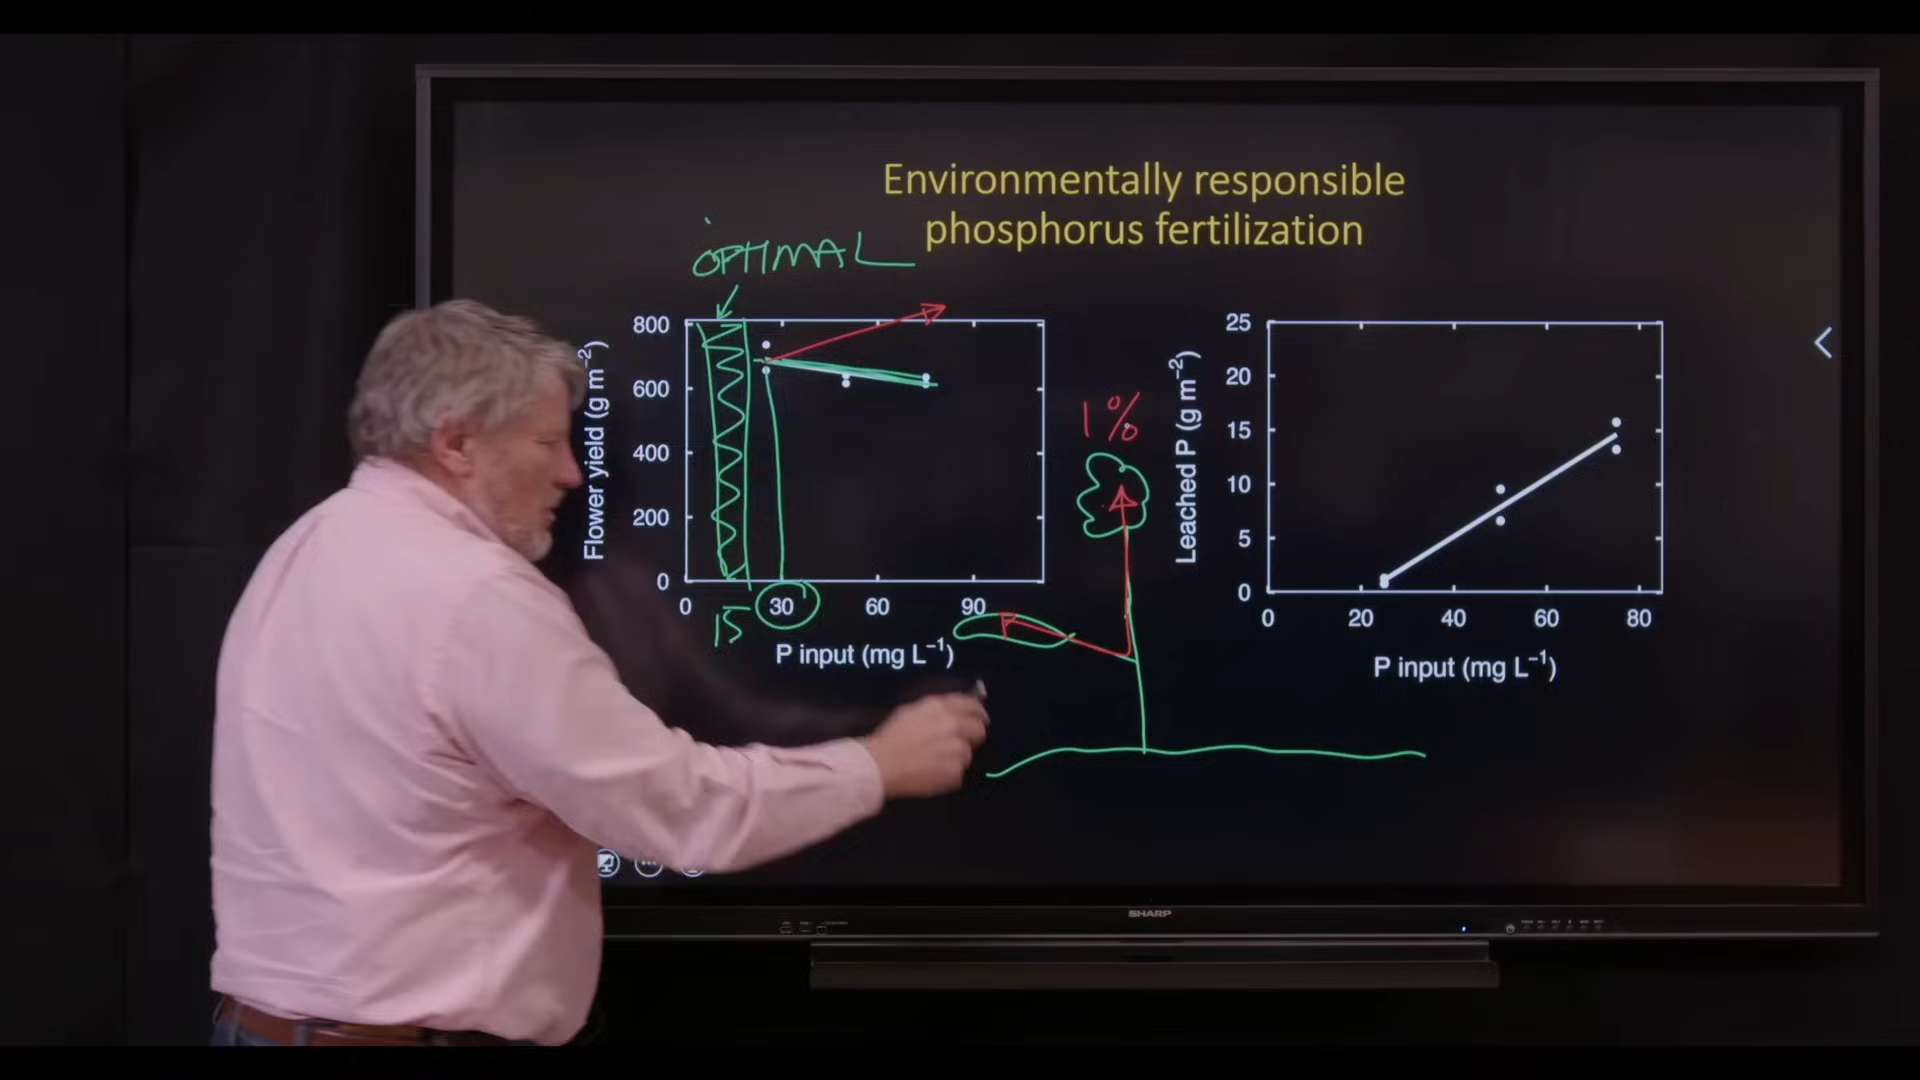 Environmentally responsible
phosphorus fertilization
OPTIMAL
Flower yield (g m⁻²)
800
600
400
200
0
0
30
60
90
15
P input (mg L⁻¹)
1%
Leached P (g m⁻²)
25
20
15
10
5
0
0
20
40
60
80
P input (mg L⁻¹)
SHARP